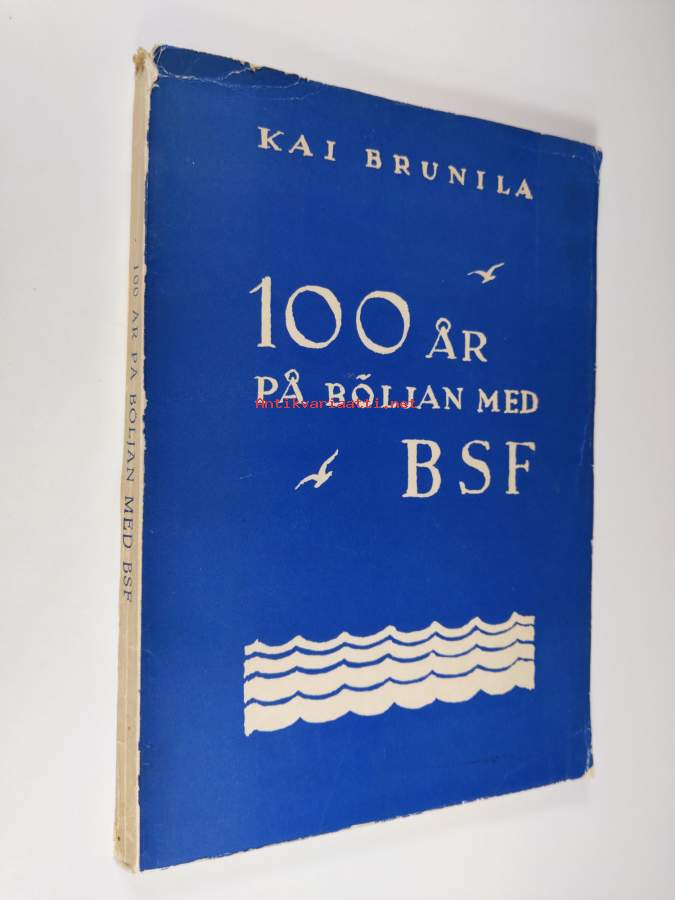 KAI BRUNILA
100 ÅR
PÅ BÖLJAN MED
Antikvariaatti.net
BSF
100 ÅR PÅ BÖLJAN MED BSF